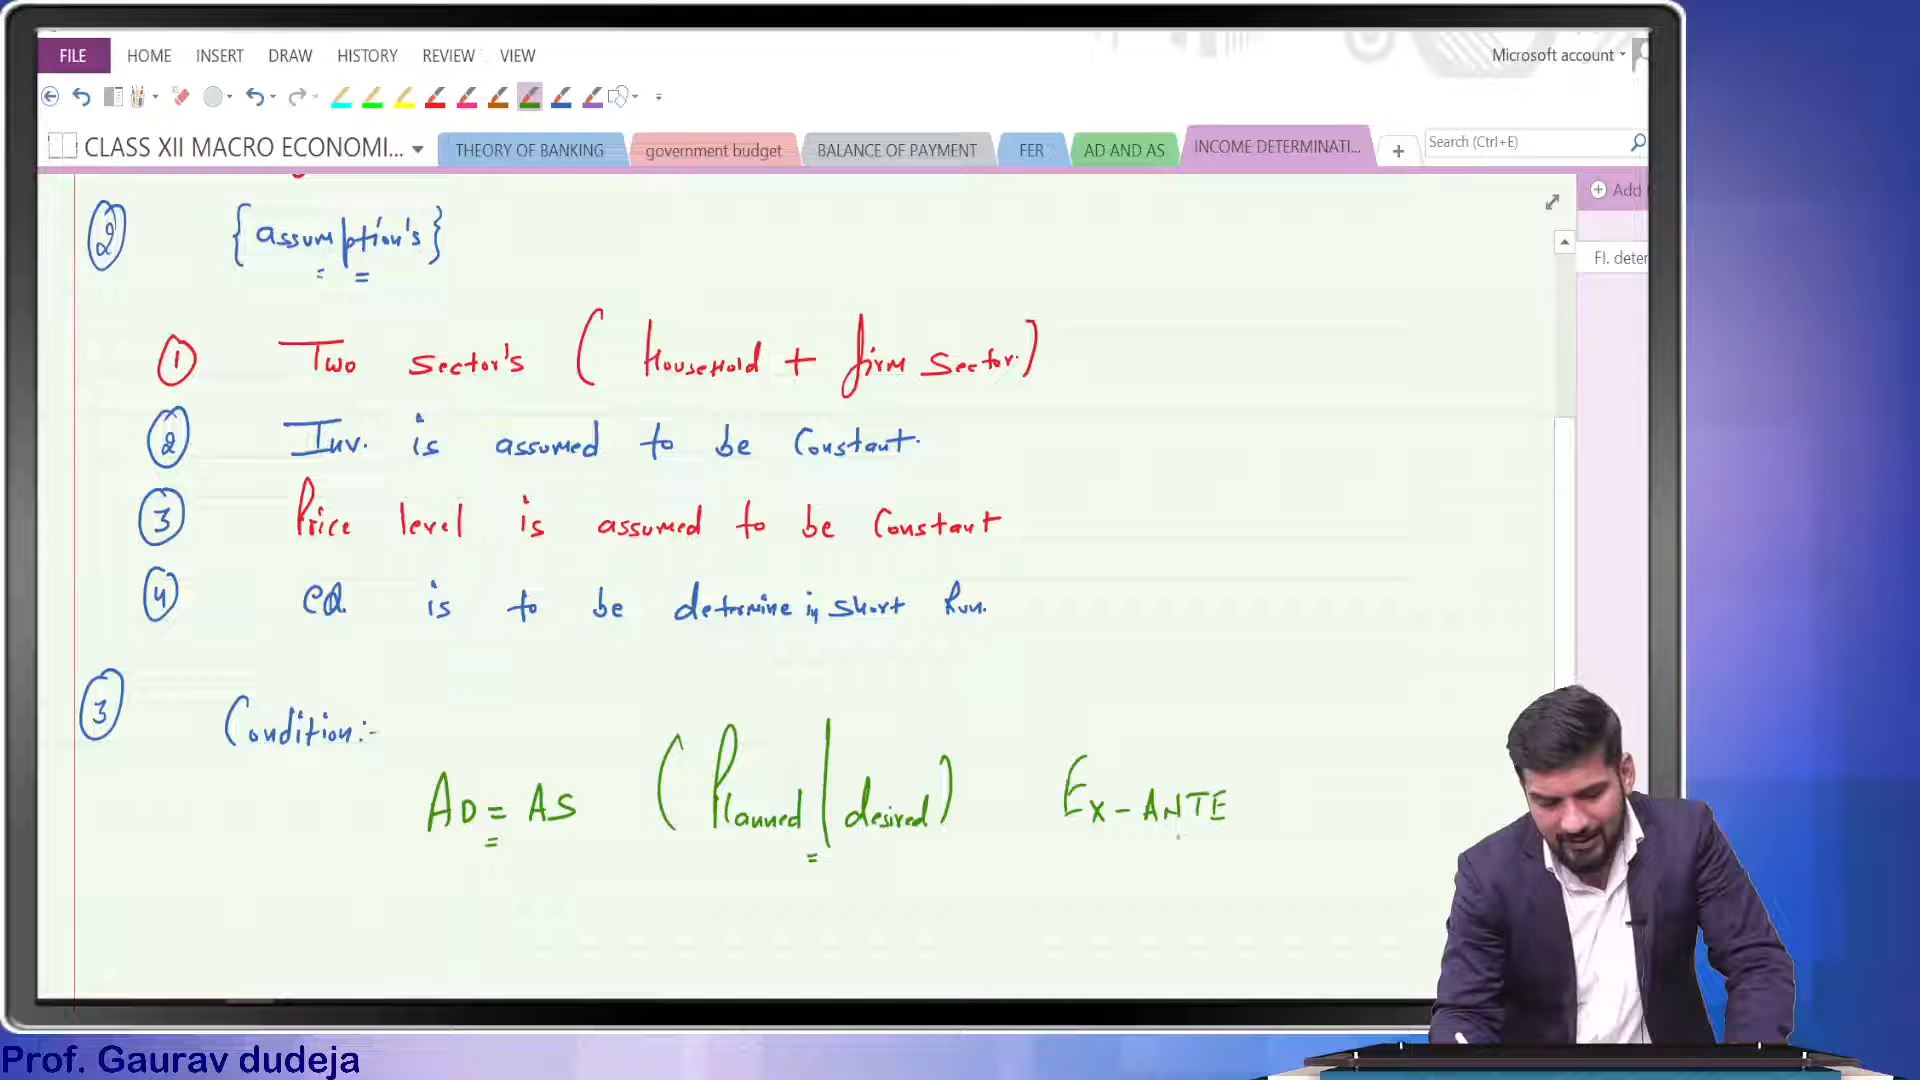 FILE HOME INSERT DRAW HISTORY REVIEW VIEW Microsoft account
CLASS XII MACRO ECONOMI... THEORY OF BANKING government budget BALANCE OF PAYMENT FER AD AND AS INCOME DETERMINATI... + Search (Ctrl+E)
Add
FI. deter
2 {assumption's}
1 Two sector's (Household + firm sector.)
2 Inv. is assumed to be Constant.
3 Price level is assumed to be Constant
4 EQ. is to be determine in short Run.
3 Condition:-
AD = AS (Planned | desired) EX-ANTE
Prof. Gaurav dudeja